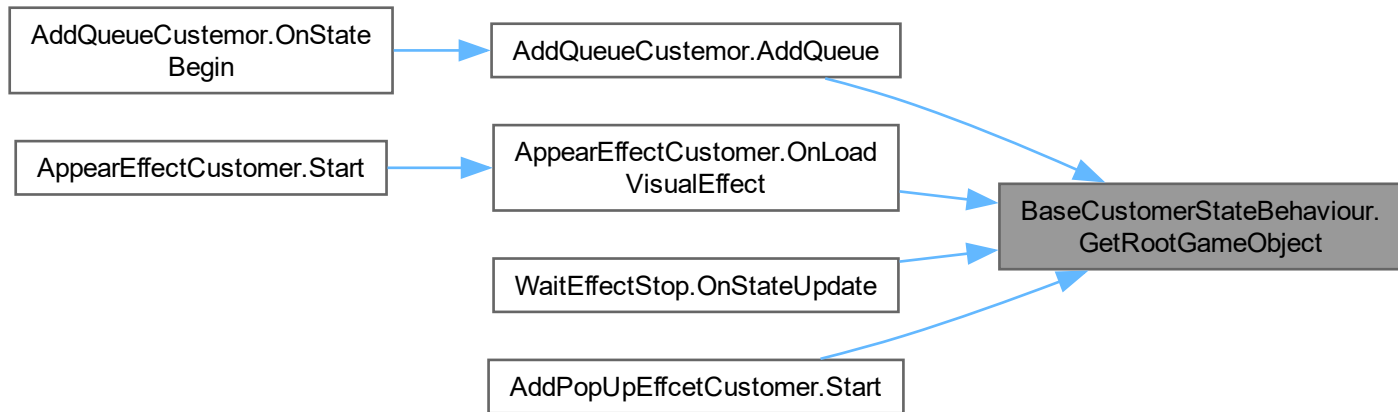 AddQueueCustemor.OnState
Begin
AddQueueCustemor.AddQueue
AppearEffectCustomer.Start
AppearEffectCustomer.OnLoad
VisualEffect
BaseCustomerStateBehaviour.
GetRootGameObject
WaitEffectStop.OnStateUpdate
AddPopUpEffcetCustomer.Start